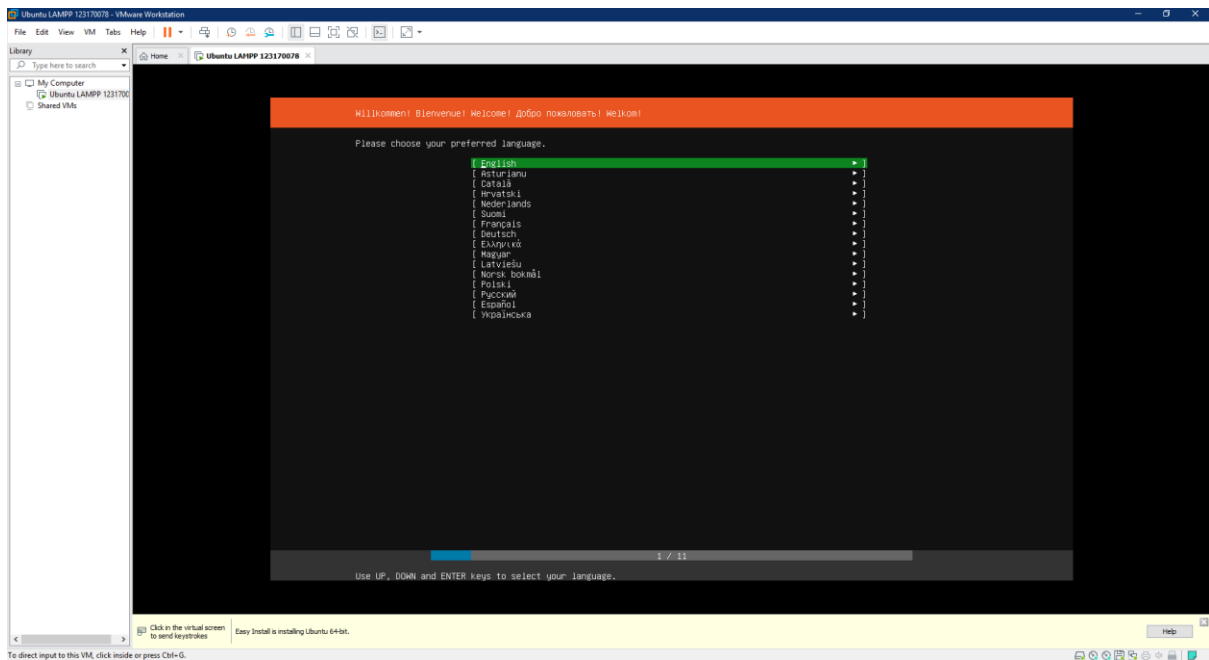 Ubuntu LAMPP 123170078 - VMware Workstation
File Edit View VM Tabs Help
Library
Type here to search
Home
Ubuntu LAMPP 123170078
My Computer
Ubuntu LAMPP 1231700
Shared VMs
Willkommen! Bienvenue! Welcome! Добро пожаловать! Welkom!
Please choose your preferred language.
[ English ► ]
[ Asturianu ► ]
[ Català ► ]
[ Hrvatski ► ]
[ Nederlands ► ]
[ Suomi ► ]
[ Français ► ]
[ Deutsch ► ]
[ Ελληνικά ► ]
[ Magyar ► ]
[ Latviešu ► ]
[ Norsk bokmål ► ]
[ Polski ► ]
[ Русский ► ]
[ Español ► ]
[ Українська ► ]
1 / 11
Use UP, DOWN and ENTER keys to select your language.
Click in the virtual screen
to send keystrokes
Easy Install is installing Ubuntu 64-bit.
Help
To direct input to this VM, click inside or press Ctrl+G.